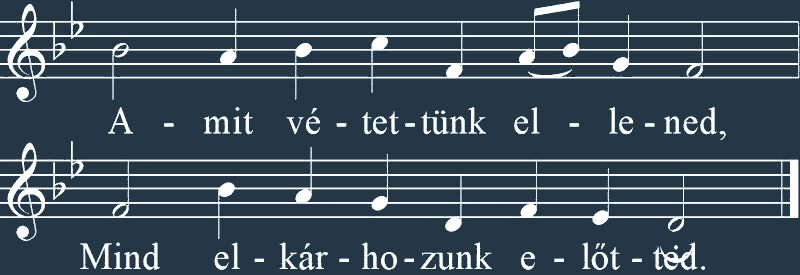 A - mit vé - tet - tünk el - le - ned,
Mind el - kár - ho - zunk e - lőt - ted.